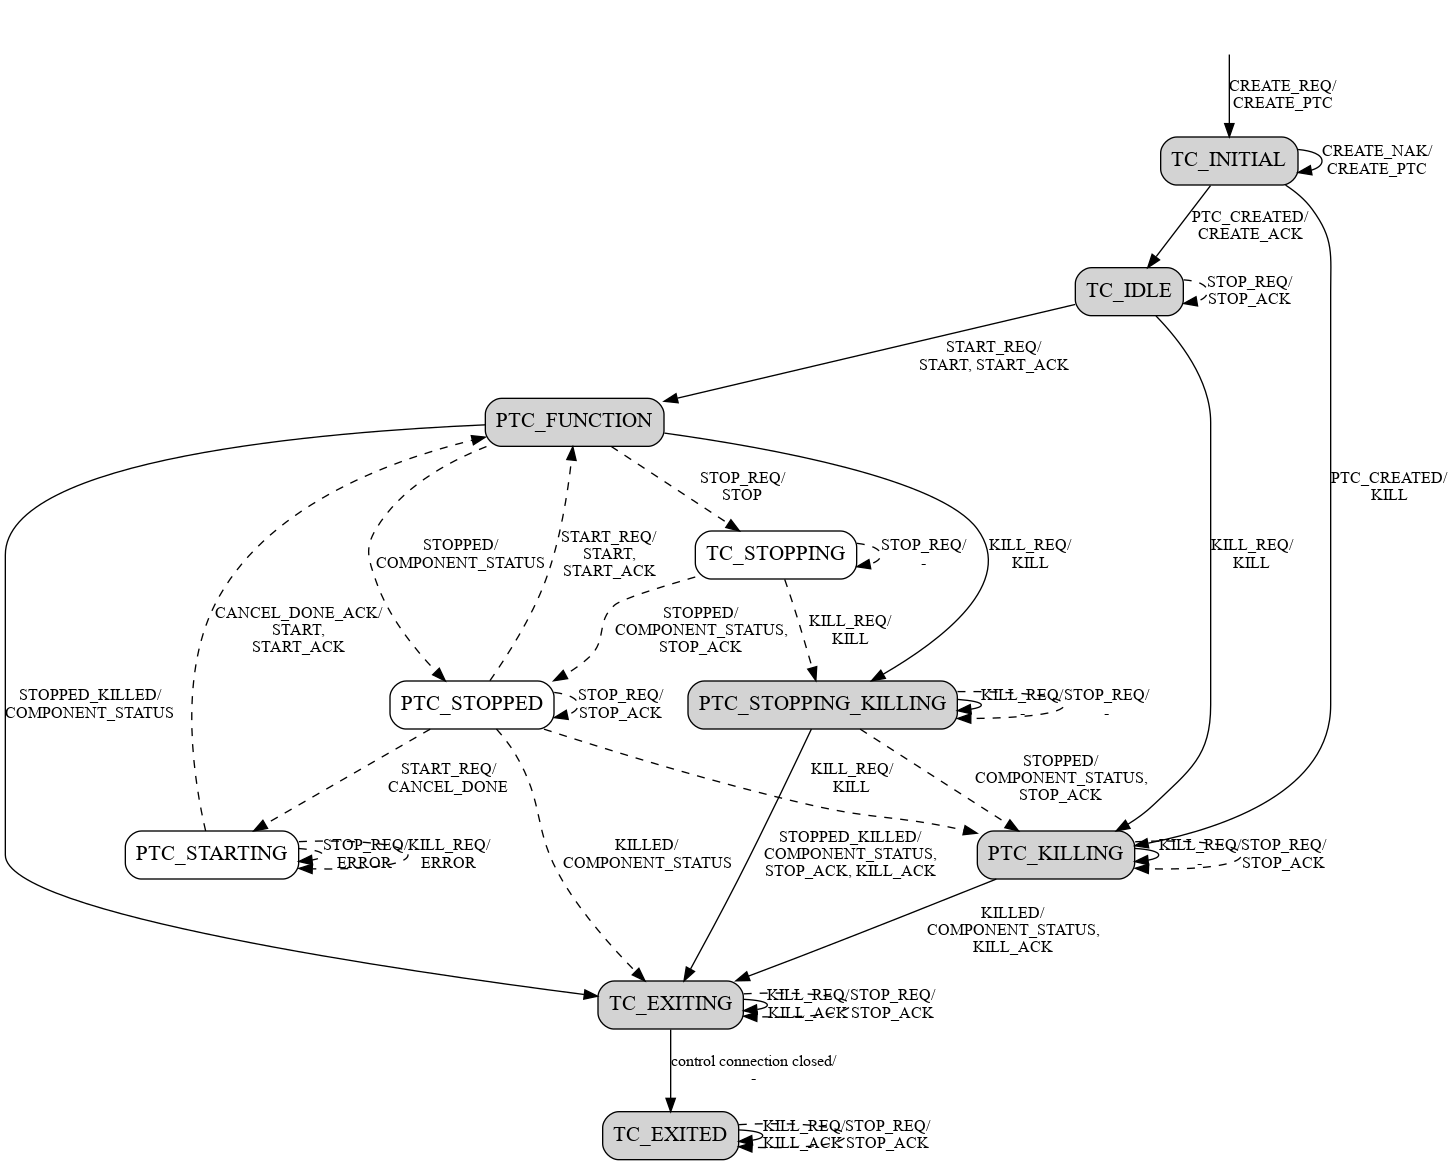 CREATE_REQ/
CREATE_PTC
TC_INITIAL
CREATE_NAK/
CREATE_PTC
PTC_CREATED/
CREATE_ACK
TC_IDLE
STOP_REQ/
STOP_ACK
START_REQ/
START, START_ACK
PTC_FUNCTION
STOP_REQ/
STOP
PTC_CREATED/
KILL
STOPPED/
COMPONENT_STATUS
START_REQ/
START,
START_ACK
TC_STOPPING
STOP_REQ/
-
KILL_REQ/
KILL
KILL_REQ/
KILL
CANCEL_DONE_ACK/
START,
START_ACK
STOPPED/
COMPONENT_STATUS,
STOP_ACK
KILL_REQ/
KILL
STOPPED_KILLED/
COMPONENT_STATUS
PTC_STOPPED
STOP_REQ/
STOP_ACK
PTC_STOPPING_KILLING
KILL_REQ/
-
STOP_REQ/
-
START_REQ/
CANCEL_DONE
KILL_REQ/
KILL
STOPPED/
COMPONENT_STATUS,
STOP_ACK
PTC_STARTING
STOP_REQ/
ERROR
KILL_REQ/
ERROR
KILLED/
COMPONENT_STATUS
STOPPED_KILLED/
COMPONENT_STATUS,
STOP_ACK, KILL_ACK
PTC_KILLING
KILL_REQ/
-
STOP_REQ/
STOP_ACK
KILLED/
COMPONENT_STATUS,
KILL_ACK
TC_EXITING
KILL_REQ/
KILL_ACK
STOP_REQ/
STOP_ACK
control connection closed/
-
TC_EXITED
KILL_REQ/
KILL_ACK
STOP_REQ/
STOP_ACK